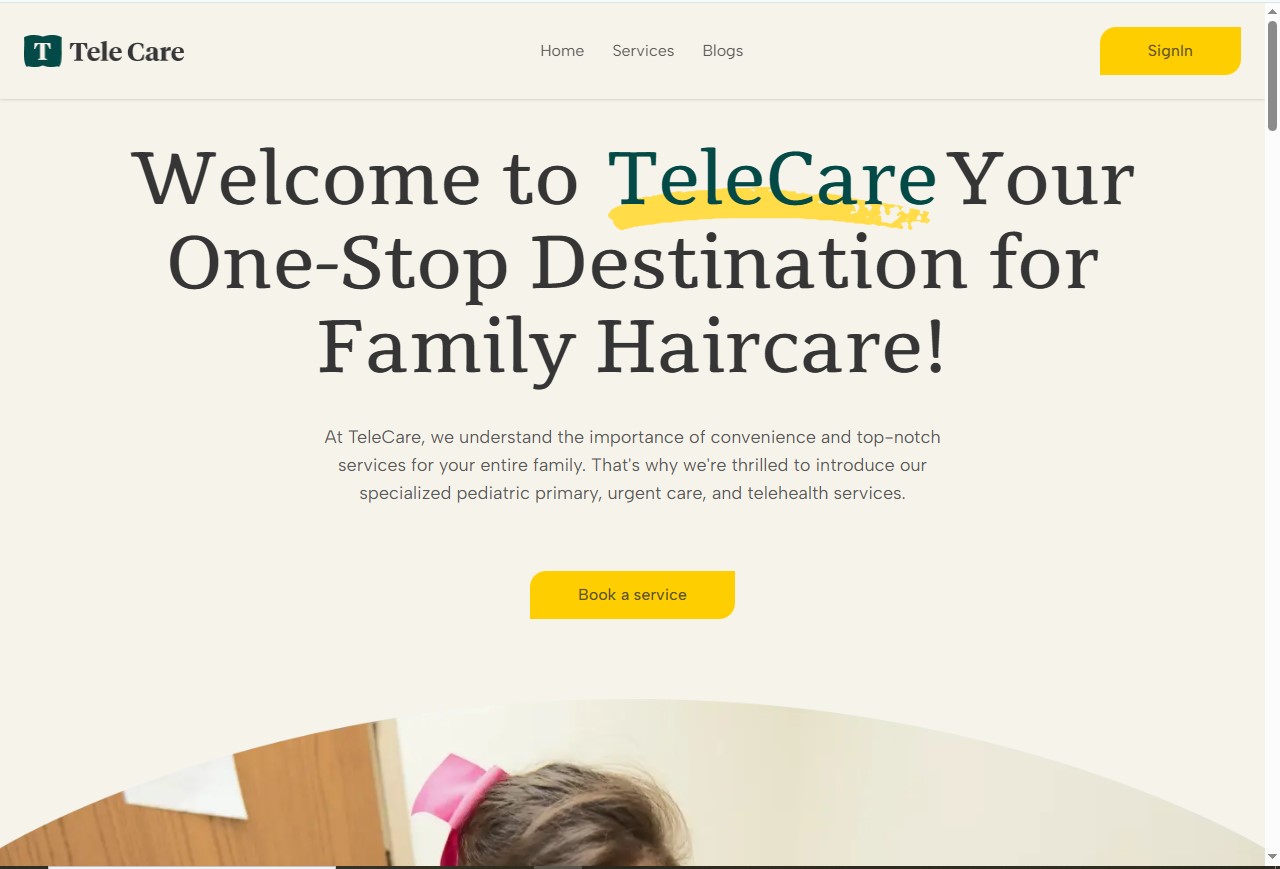 T Tele Care
Home Services Blogs
SignIn
Welcome to TeleCare Your
One-Stop Destination for
Family Haircare!
At TeleCare, we understand the importance of convenience and top-notch
services for your entire family. That's why we're thrilled to introduce our
specialized pediatric primary, urgent care, and telehealth services.
Book a service